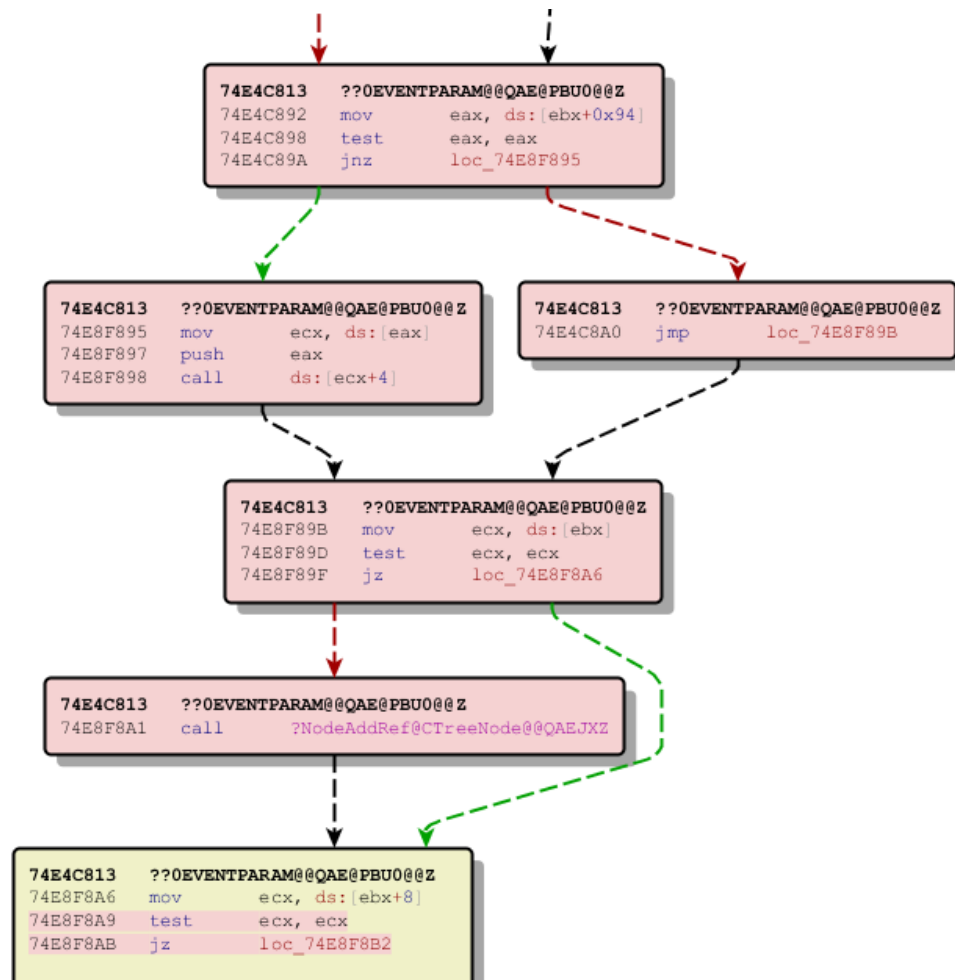 74E4C813 ??0EVENTPARAM@@QAE@PBU0@@Z
74E4C892 mov eax, ds:[ebx+0x94]
74E4C898 test eax, eax
74E4C89A jnz loc_74E8F895
74E4C813 ??0EVENTPARAM@@QAE@PBU0@@Z
74E8F895 mov ecx, ds:[eax]
74E8F897 push eax
74E8F898 call ds:[ecx+4]
74E4C813 ??0EVENTPARAM@@QAE@PBU0@@Z
74E4C8A0 jmp loc_74E8F89B
74E4C813 ??0EVENTPARAM@@QAE@PBU0@@Z
74E8F89B mov ecx, ds:[ebx]
74E8F89D test ecx, ecx
74E8F89F jz loc_74E8F8A6
74E4C813 ??0EVENTPARAM@@QAE@PBU0@@Z
74E8F8A1 call ?NodeAddRef@CTreeNode@@QAEJXZ
74E4C813 ??0EVENTPARAM@@QAE@PBU0@@Z
74E8F8A6 mov ecx, ds:[ebx+8]
74E8F8A9 test ecx, ecx
74E8F8AB jz loc_74E8F8B2